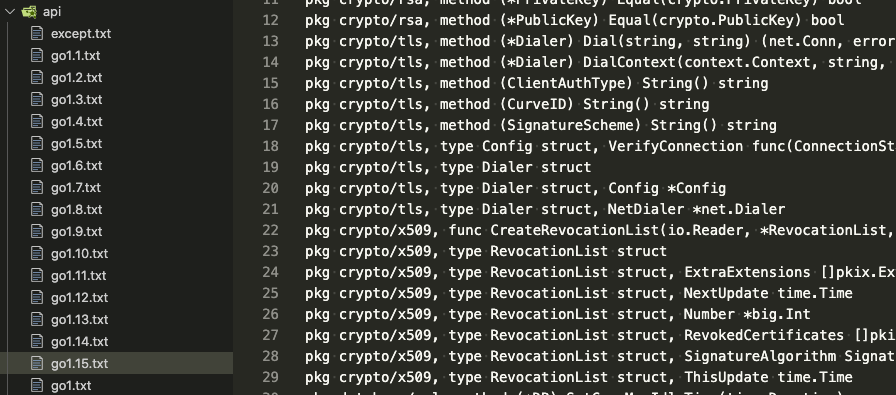 api
except.txt
go1.1.txt
go1.2.txt
go1.3.txt
go1.4.txt
go1.5.txt
go1.6.txt
go1.7.txt
go1.8.txt
go1.9.txt
go1.10.txt
go1.11.txt
go1.12.txt
go1.13.txt
go1.14.txt
go1.15.txt
go1.txt
11 pkg crypto/rsa, method (*PrivateKey) Equal(crypto.PrivateKey) bool
12 pkg crypto/rsa, method (*PublicKey) Equal(crypto.PublicKey) bool
13 pkg crypto/tls, method (*Dialer) Dial(string, string) (net.Conn, error
14 pkg crypto/tls, method (*Dialer) DialContext(context.Context, string,
15 pkg crypto/tls, method (ClientAuthType) String() string
16 pkg crypto/tls, method (CurveID) String() string
17 pkg crypto/tls, method (SignatureScheme) String() string
18 pkg crypto/tls, type Config struct, VerifyConnection func(ConnectionSt
19 pkg crypto/tls, type Dialer struct
20 pkg crypto/tls, type Dialer struct, Config *Config
21 pkg crypto/tls, type Dialer struct, NetDialer *net.Dialer
22 pkg crypto/x509, func CreateRevocationList(io.Reader, *RevocationList,
23 pkg crypto/x509, type RevocationList struct
24 pkg crypto/x509, type RevocationList struct, ExtraExtensions []pkix.Ex
25 pkg crypto/x509, type RevocationList struct, NextUpdate time.Time
26 pkg crypto/x509, type RevocationList struct, Number *big.Int
27 pkg crypto/x509, type RevocationList struct, RevokedCertificates []pki
28 pkg crypto/x509, type RevocationList struct, SignatureAlgorithm Signat
29 pkg crypto/x509, type RevocationList struct, ThisUpdate time.Time